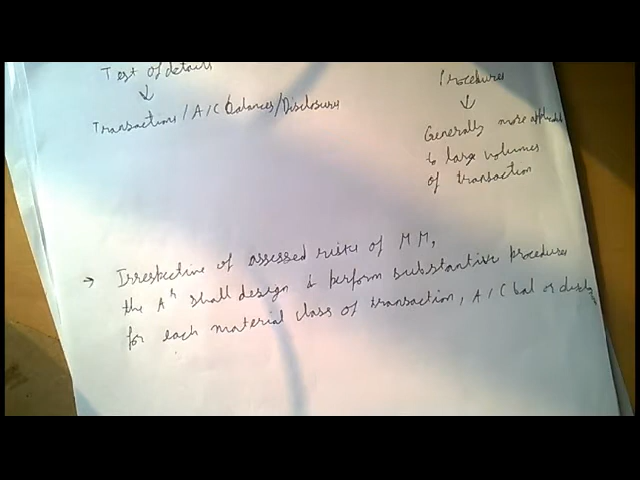 Test of details
↓
Transactions/A/C balances/Disclosures
Procedures
↓
Generally more applicable
to large volumes
of transaction
→ Irrespective of assessed risks of MM,
the Aʳ shall design & perform substantive procedures
for each material class of transaction, A/C bal or disclo